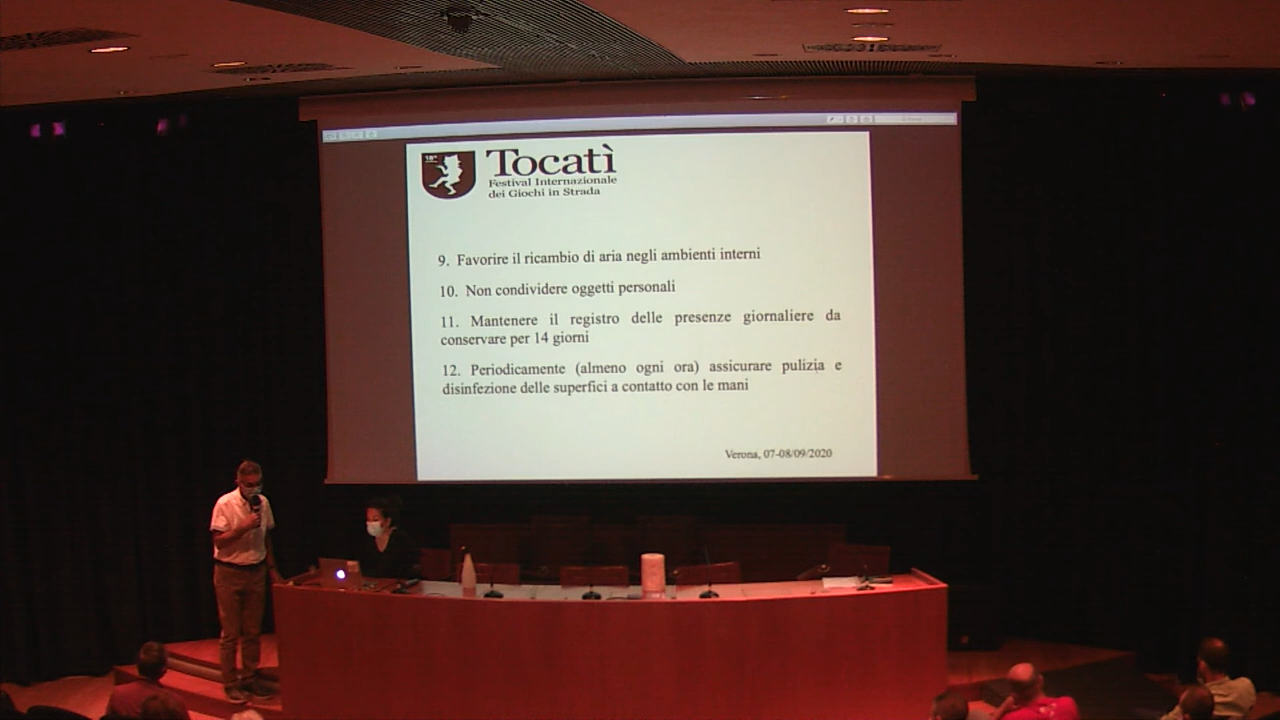 18°
Tocatì
Festival Internazionale
dei Giochi in Strada
9. Favorire il ricambio di aria negli ambienti interni
10. Non condividere oggetti personali
11. Mantenere il registro delle presenze giornaliere da
conservare per 14 giorni
12. Periodicamente (almeno ogni ora) assicurare pulizia e
disinfezione delle superfici a contatto con le mani
Verona, 07-08/09/2020